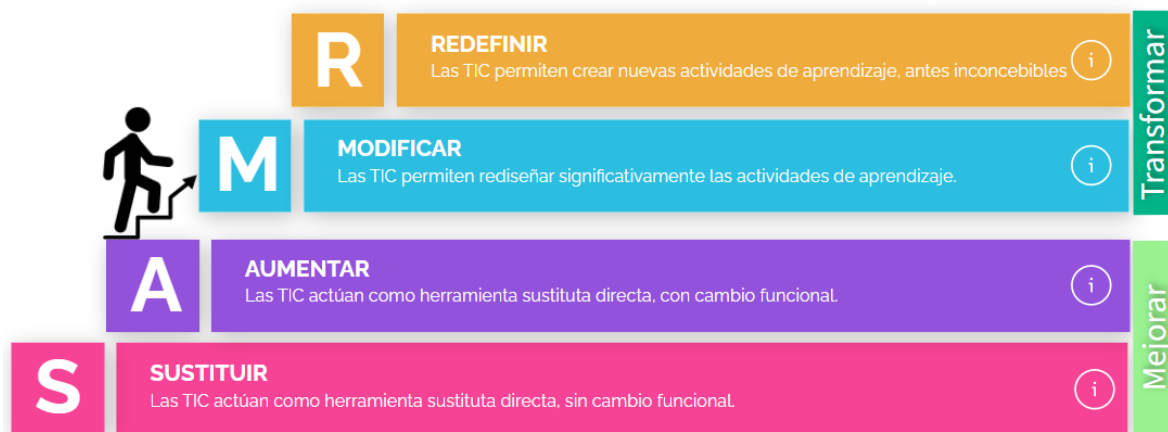 R
REDEFINIR
Las TIC permiten crear nuevas actividades de aprendizaje, antes inconcebibles
i
M
MODIFICAR
Las TIC permiten rediseñar significativamente las actividades de aprendizaje.
i
Transformar
A
AUMENTAR
Las TIC actúan como herramienta sustituta directa, con cambio funcional.
i
S
SUSTITUIR
Las TIC actúan como herramienta sustituta directa, sin cambio funcional.
i
Mejorar